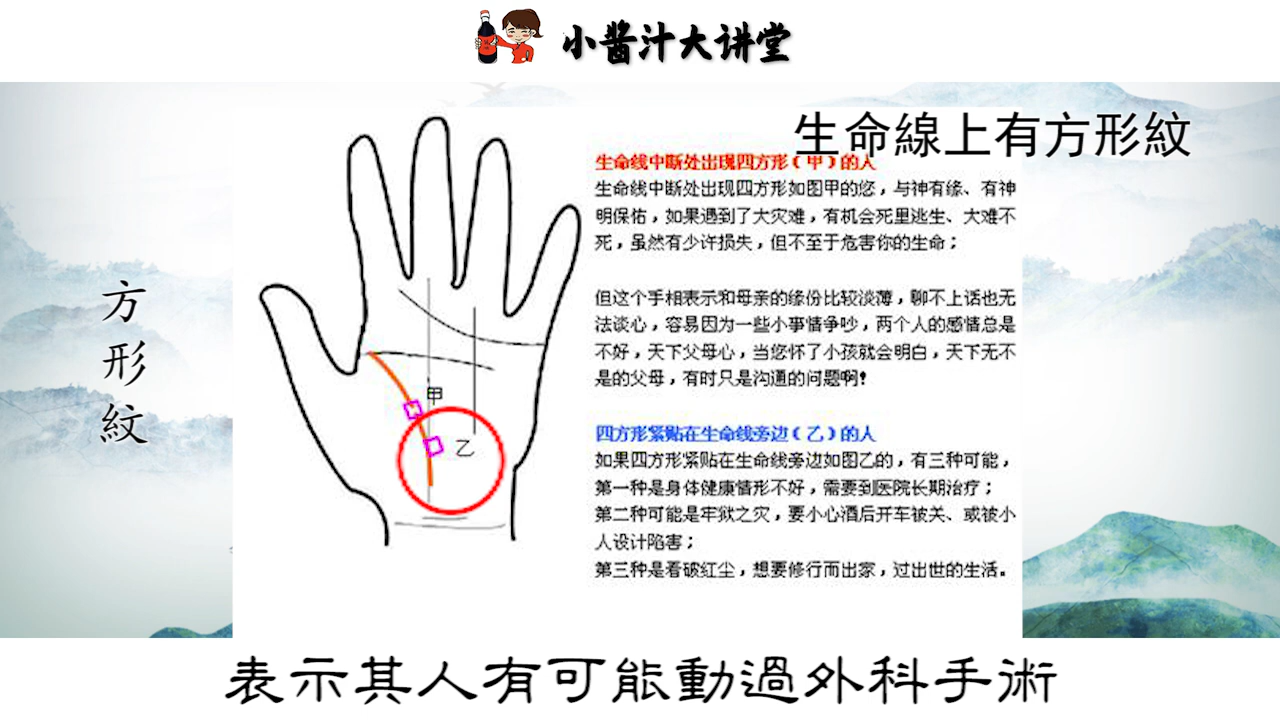 小酱汁大讲堂
生命線上有方形紋
生命线中断处出现四方形（甲）的人
生命线中断处出现四方形如图甲的您，与神有缘、有神
明保佑，如果遇到了大灾难，有机会死里逃生、大难不
死，虽然有少许损失，但不至于危害你的生命；
但这个手相表示和母亲的缘份比较淡薄，聊不上话也无
法谈心，容易因为一些小事情争吵，两个人的感情总是
不好，天下父母心，当您怀了小孩就会明白，天下无不
是的父母，有时只是沟通的问题啊！
四方形紧贴在生命线旁边（乙）的人
如果四方形紧贴在生命线旁边如图乙的，有三种可能，
第一种是身体健康情形不好，需要到医院长期治疗；
第二种可能是牢狱之灾，要小心酒后开车被关、或被小
人设计陷害；
第三种是看破红尘，想要修行而出家，过出世的生活。
方形紋
甲
乙
表示其人有可能動過外科手術